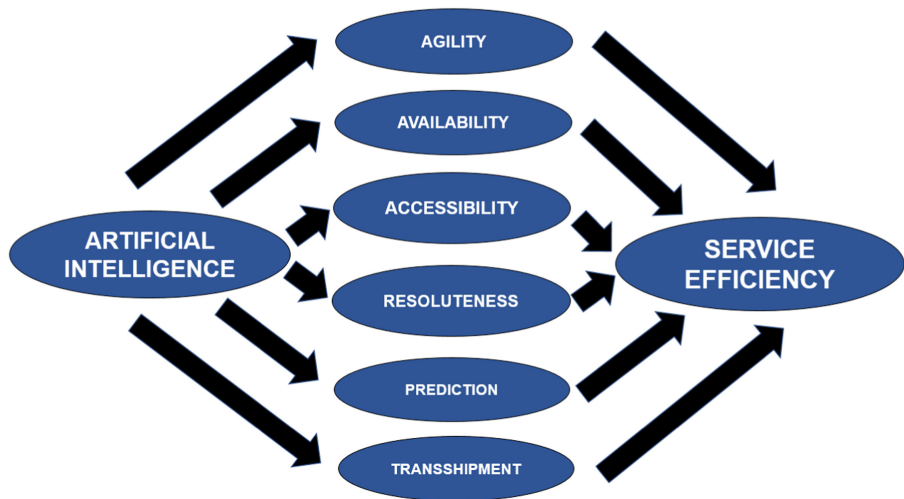 AGILITY
AVAILABILITY
ACCESSIBILITY
ARTIFICIAL
INTELLIGENCE
SERVICE
EFFICIENCY
RESOLUTENESS
PREDICTION
TRANSSHIPMENT